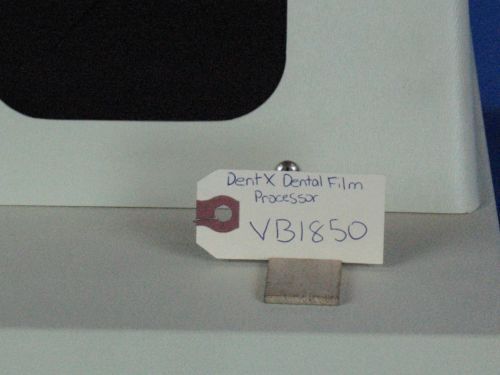 DentX Dental Film
Processor
VB1850